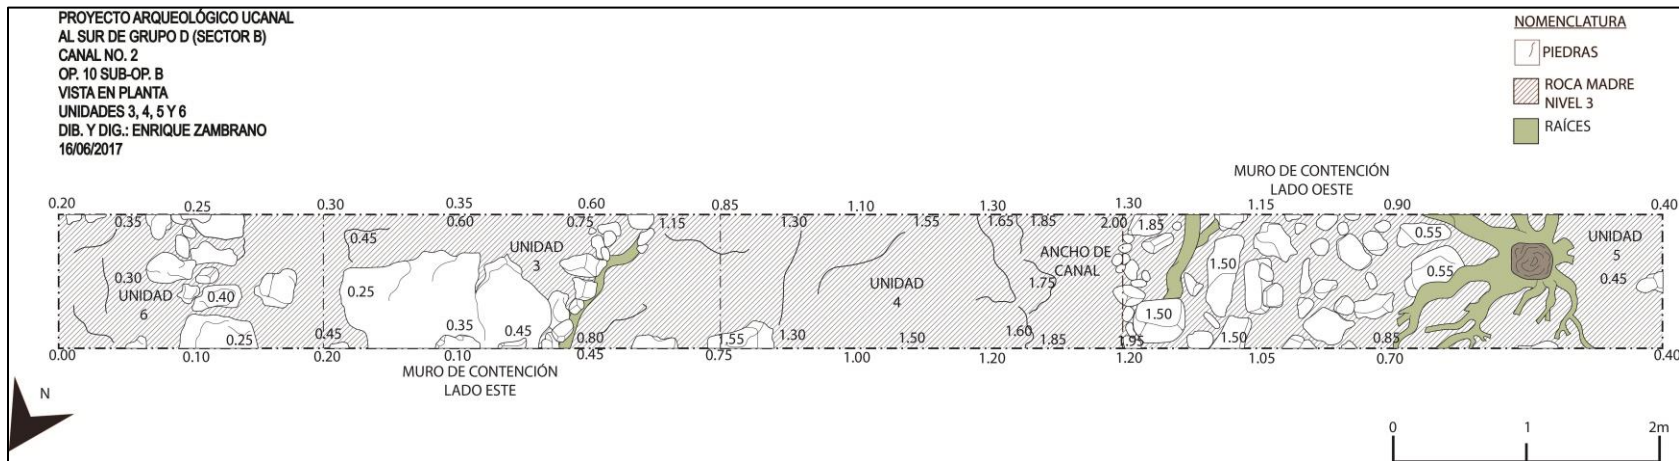 PROYECTO ARQUEOLÓGICO UCANAL
AL SUR DE GRUPO D (SECTOR B)
CANAL NO. 2
OP. 10 SUB-OP. B
VISTA EN PLANTA
UNIDADES 3, 4, 5 Y 6
DIB. Y DIG.: ENRIQUE ZAMBRANO
16/06/2017
NOMENCLATURA
PIEDRAS
ROCA MADRE
NIVEL 3
RAÍCES
MURO DE CONTENCIÓN
LADO OESTE
0.20 0.25 0.30 0.35 0.60 0.85 1.10 1.30 1.30 1.15 0.90 0.40
0.35 0.60 0.75 1.15 1.30 1.55 1.65 1.85 2.00 1.85
0.45 0.55
UNIDAD
3
ANCHO DE
CANAL
UNIDAD
5
0.30 0.25 1.75 1.50 0.55 0.45
UNIDAD
6
0.40
UNIDAD
4
1.50
0.25 0.45 0.35 0.45 0.80 1.55 1.30 1.50 1.60 1.85 1.95 1.50 0.85
0.00 0.10 0.20 0.10 0.45 0.75 1.00 1.20 1.20 1.05 0.70 0.40
MURO DE CONTENCIÓN
LADO ESTE
N
0 1 2m